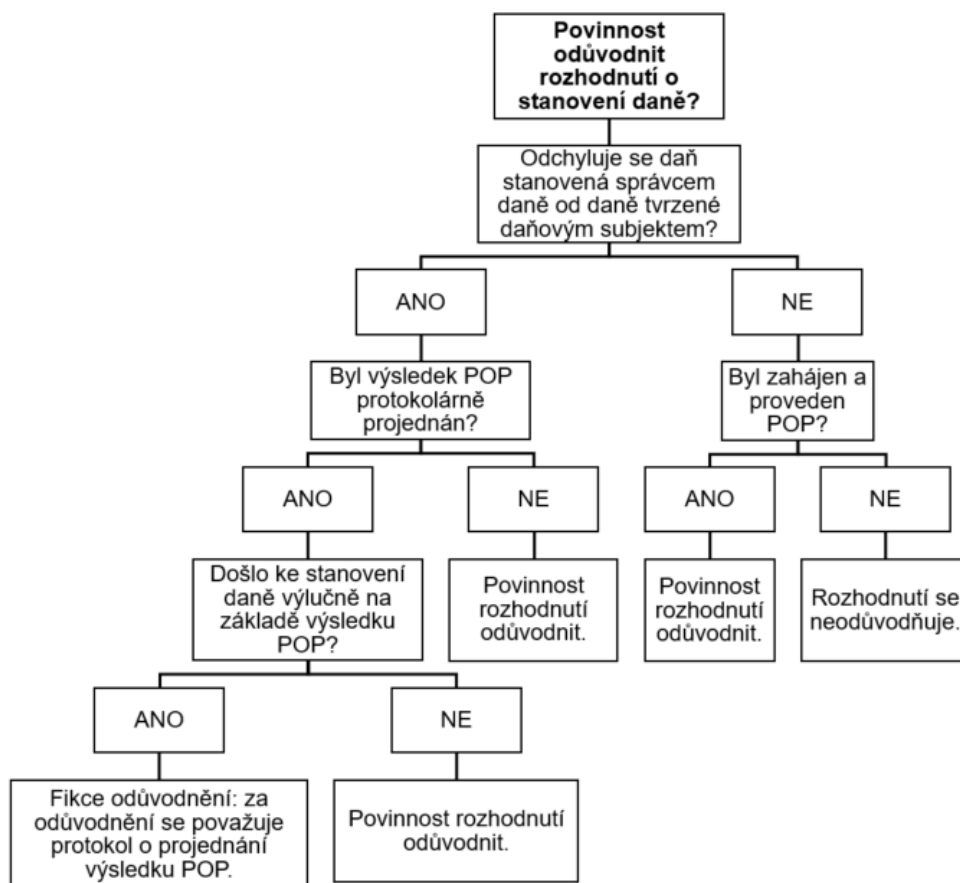 Povinnost
odůvodnit
rozhodnutí o
stanovení daně?
Odchyluje se daň
stanovená správcem
daně od daně tvrzené
daňovým subjektem?
ANO
NE
Byl výsledek POP
protokolárně
projednán?
Byl zahájen a
proveden
POP?
ANO
NE
ANO
NE
Došlo ke stanovení
daně výlučně na
základě výsledku
POP?
Povinnost
rozhodnutí
odůvodnit.
Povinnost
rozhodnutí
odůvodnit.
Rozhodnutí se
neodůvodňuje.
ANO
NE
Fikce odůvodnění: za
odůvodnění se považuje
protokol o projednání
výsledku POP.
Povinnost rozhodnutí
odůvodnit.